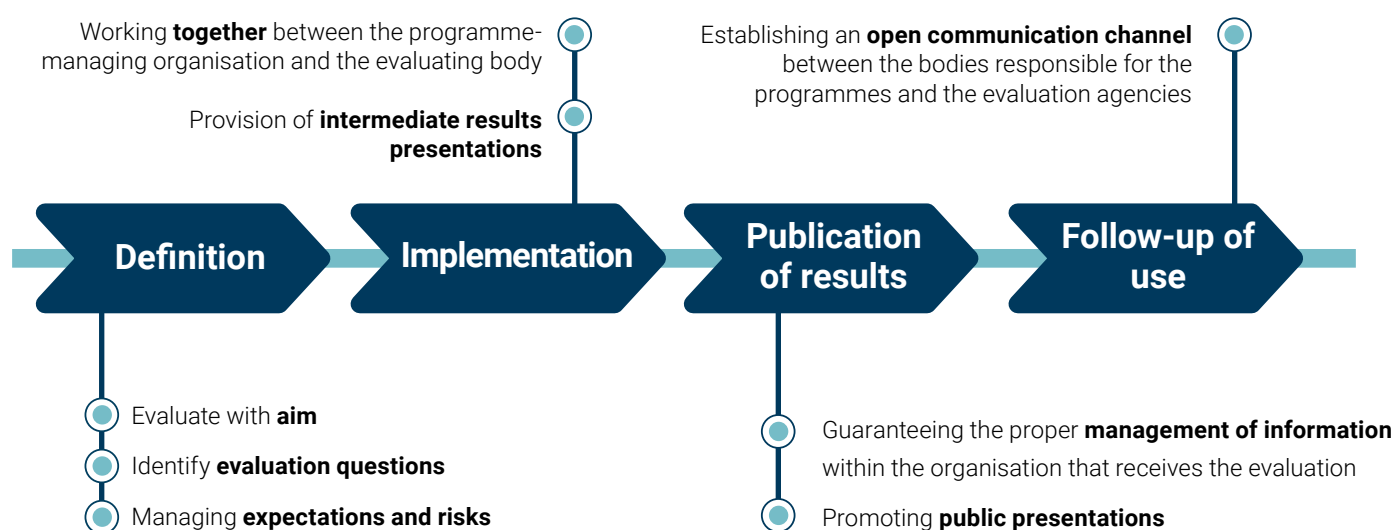 Working together between the programme-
managing organisation and the evaluating body
Provision of intermediate results
presentations
Establishing an open communication channel
between the bodies responsible for the
programmes and the evaluation agencies
Definition
Implementation
Publication
of results
Follow-up of
use
Evaluate with aim
Identify evaluation questions
Managing expectations and risks
Guaranteeing the proper management of information
within the organisation that receives the evaluation
Promoting public presentations